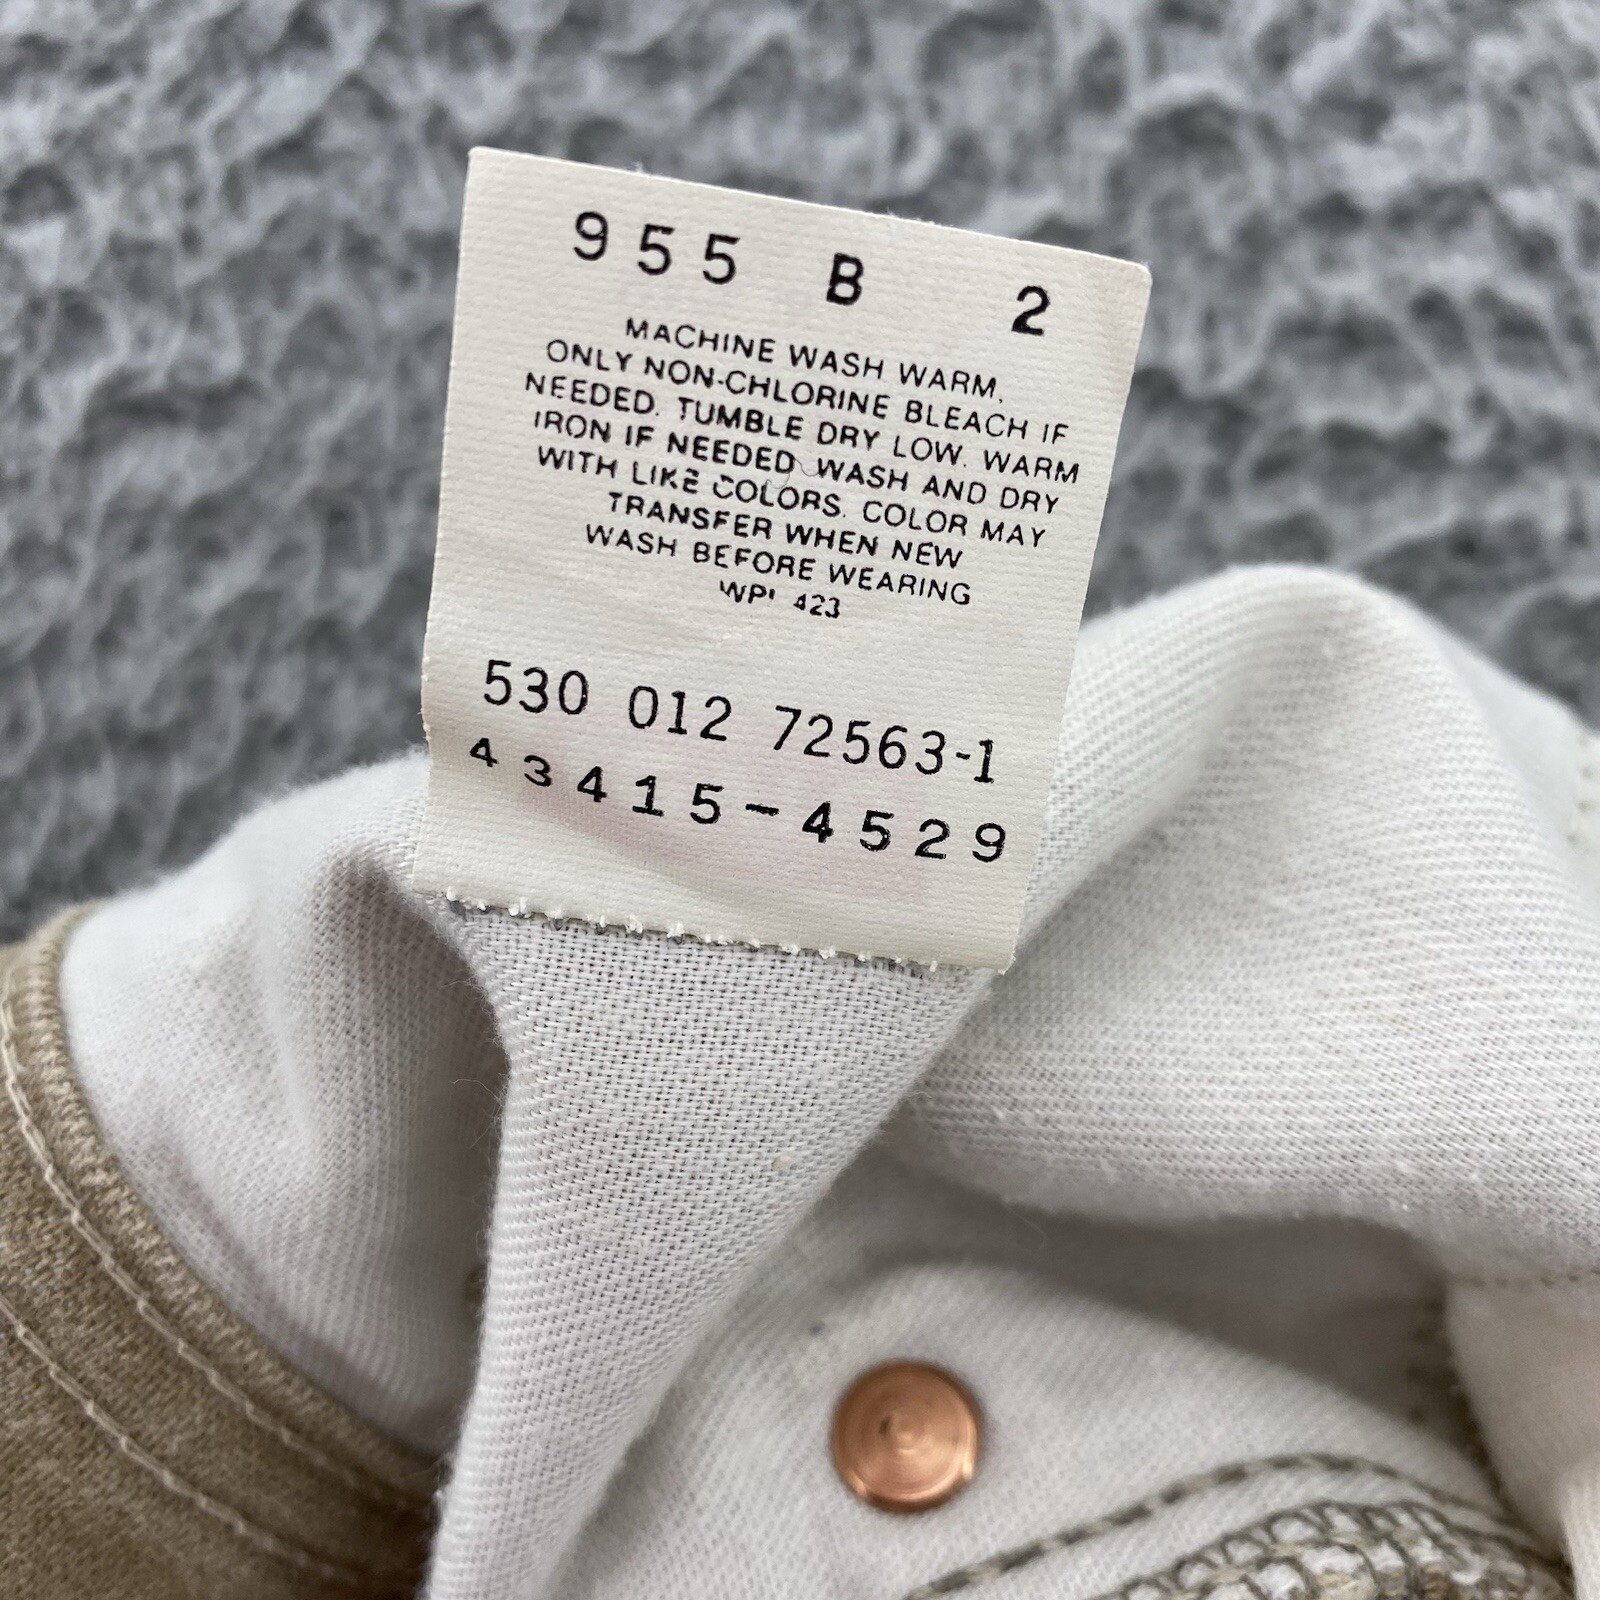 955 B 2
MACHINE WASH WARM.
ONLY NON-CHLORINE BLEACH IF
NEEDED. TUMBLE DRY LOW. WARM
IRON IF NEEDED WASH AND DRY
WITH LIKE COLORS. COLOR MAY
TRANSFER WHEN NEW
WASH BEFORE WEARING
423
530 012 72563-1
43415-4529